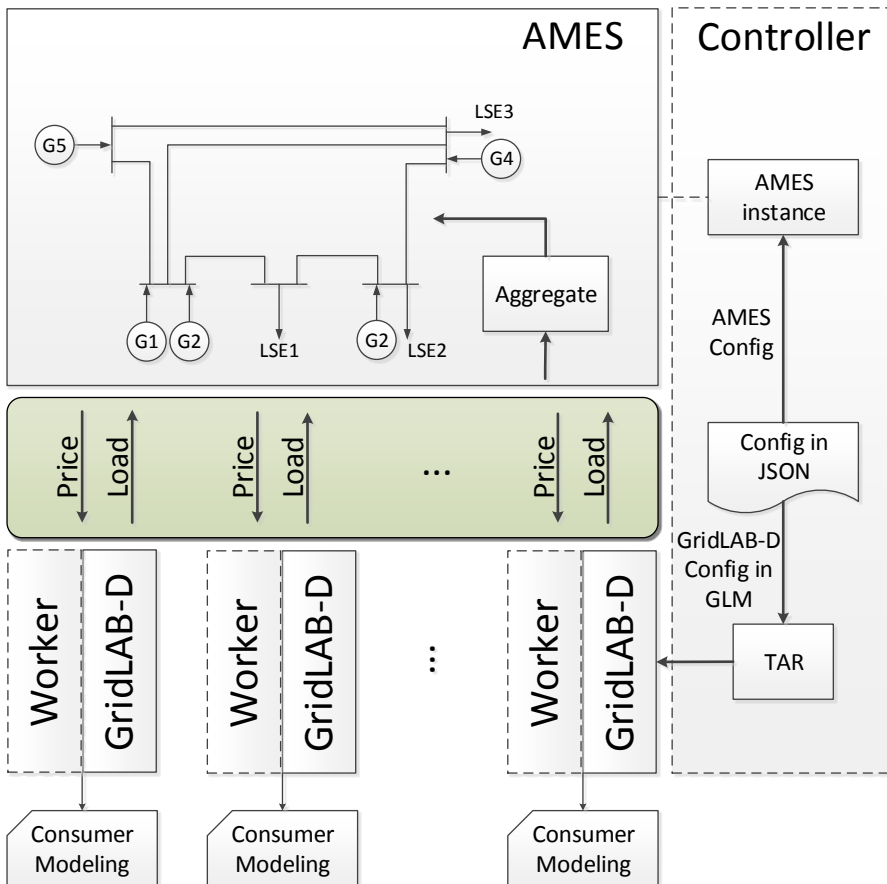 AMES
Controller
LSE3
G5
G4
AMES
instance
Aggregate
G1
G2
LSE1
G2
LSE2
AMES
Config
Config in
JSON
Price
Load
Price
Load
...
Price
Load
GridLAB-D
Config in
GLM
Worker
GridLAB-D
Worker
GridLAB-D
...
Worker
GridLAB-D
TAR
Consumer
Modeling
Consumer
Modeling
Consumer
Modeling